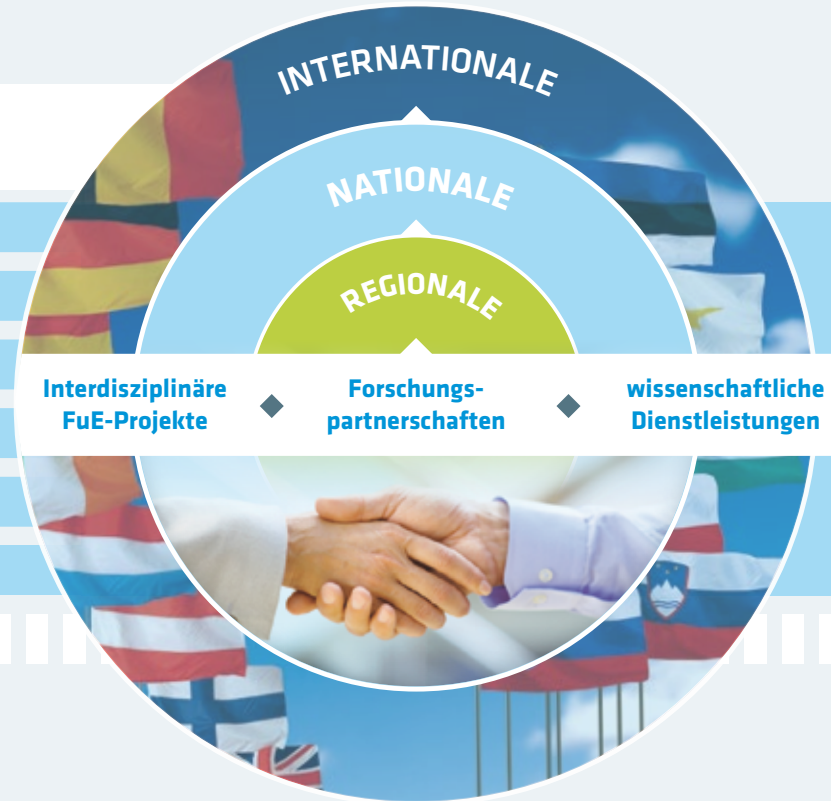 INTERNATIONALE
NATIONALE
REGIONALE
Interdisziplinäre
FuE-Projekte
Forschungs-
partnerschaften
wissenschaftliche
Dienstleistungen